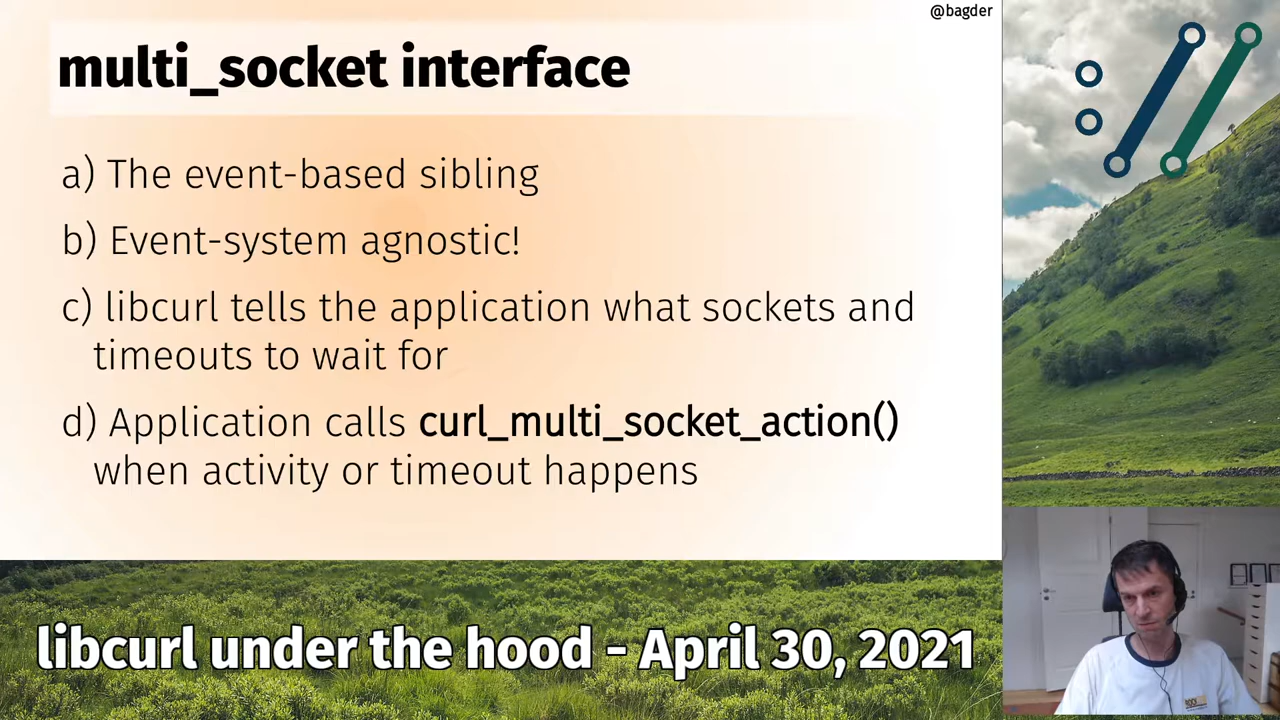 @bagder
multi_socket interface
a) The event-based sibling
b) Event-system agnostic!
c) libcurl tells the application what sockets and
timeouts to wait for
d) Application calls curl_multi_socket_action()
when activity or timeout happens
libcurl under the hood - April 30, 2021